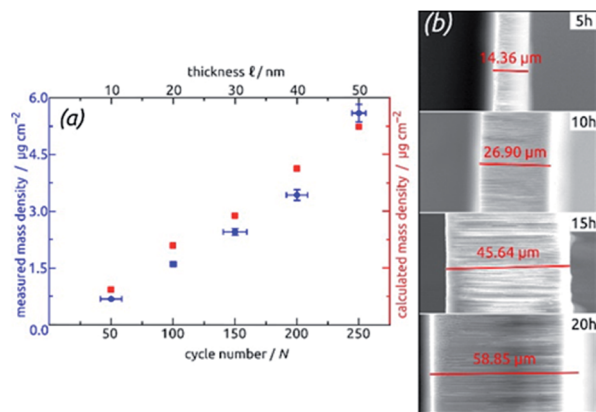 thickness ℓ/ nm
10 20 30 40 50
(a)
6.0
4.5
3.0
1.5
0.0
measured mass density / µg cm⁻²
calculated mass density / µg cm⁻²
50 100 150 200 250
cycle number / N
(b)
5h
14.36 µm
10h
26.90 µm
15h
45.64 µm
20h
58.85 µm